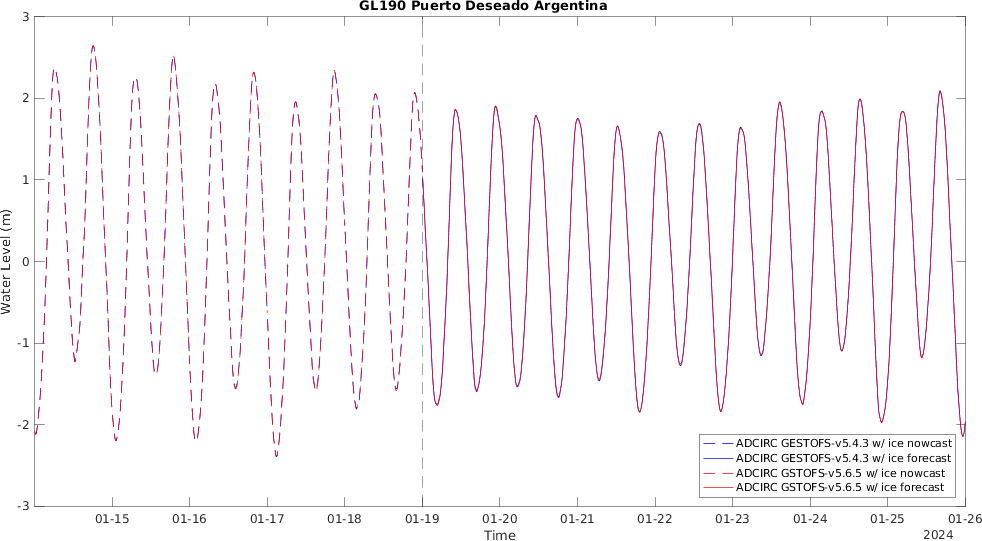 GL190 Puerto Deseado Argentina
3
2
1
0
-1
-2
-3
Water Level (m)
ADCIRC GESTOFS-v5.4.3 w/ ice nowcast
ADCIRC GESTOFS-v5.4.3 w/ ice forecast
ADCIRC GSTOFS-v5.6.5 w/ ice nowcast
ADCIRC GSTOFS-v5.6.5 w/ ice forecast
01-15 01-16 01-17 01-18 01-19 01-20 01-21 01-22 01-23 01-24 01-25 01-26
Time
2024